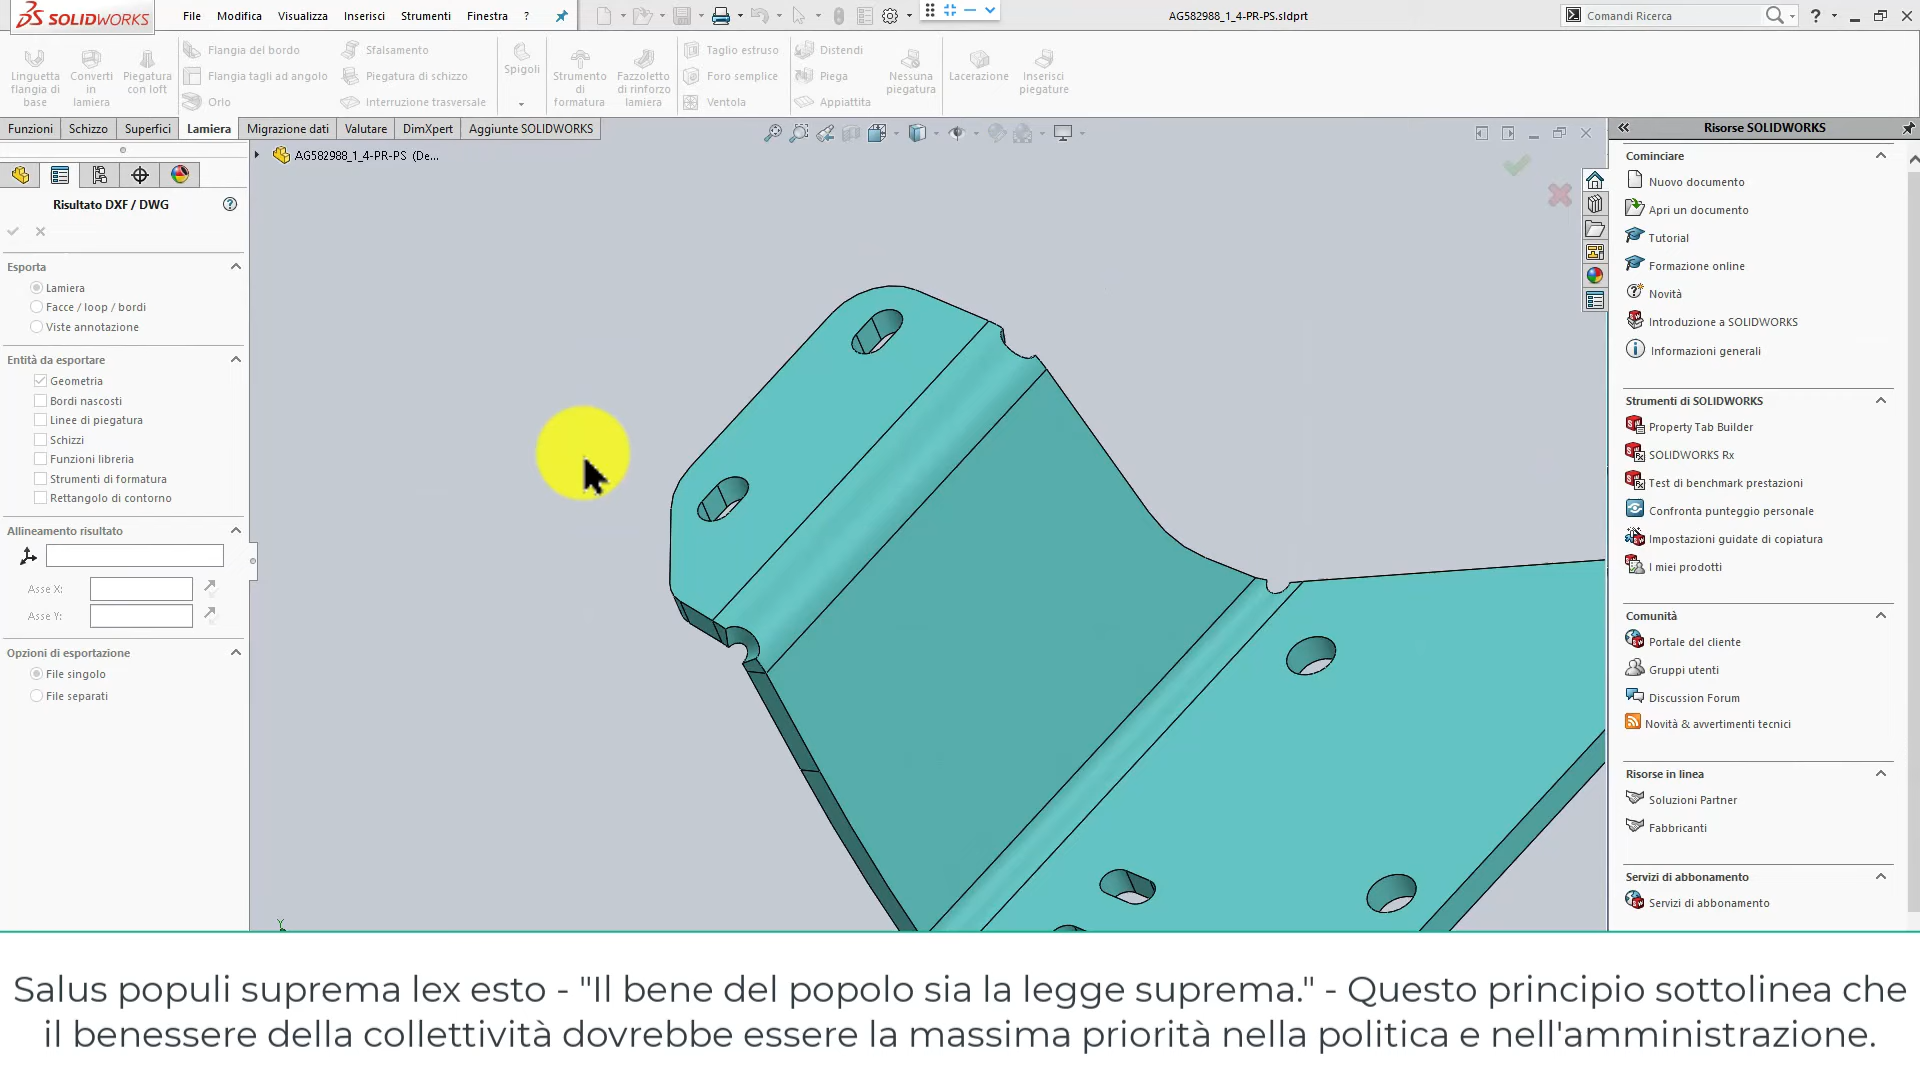 SOLIDWORKS
File Modifica Visualizza Inserisci Strumenti Finestra ?
AG582988_1_4-PR-PS.sldprt
Comandi Ricerca
Linguetta flangia di base
Converti in lamiera
Piegatura con loft
Flangia del bordo
Flangia tagli ad angolo
Orlo
Sfalsamento
Piegatura di schizzo
Interruzione trasversale
Spigoli
Strumento di formatura
Fazzoletto di rinforzo lamiera
Taglio estruso
Foro semplice
Ventola
Distendi
Piega
Appiattita
Nessuna piegatura
Lacerazione
Inserisci piegature
Funzioni Schizzo Superfici Lamiera Migrazione dati Valutare DimXpert Aggiunte SOLIDWORKS
AG582988_1_4-PR-PS (De...
Risultato DXF / DWG
Esporta
Lamiera
Facce / loop / bordi
Viste annotazione
Entità da esportare
Geometria
Bordi nascosti
Linee di piegatura
Schizzi
Funzioni libreria
Strumenti di formatura
Rettangolo di contorno
Allineamento risultato
Asse X:
Asse Y:
Opzioni di esportazione
File singolo
File separati
Y
Risorse SOLIDWORKS
Cominciare
Nuovo documento
Apri un documento
Tutorial
Formazione online
Novità
Introduzione a SOLIDWORKS
Informazioni generali
Strumenti di SOLIDWORKS
Property Tab Builder
SOLIDWORKS Rx
Test di benchmark prestazioni
Confronta punteggio personale
Impostazioni guidate di copiatura
I miei prodotti
Comunità
Portale del cliente
Gruppi utenti
Discussion Forum
Novità & avvertimenti tecnici
Risorse in linea
Soluzioni Partner
Fabbricanti
Servizi di abbonamento
Servizi di abbonamento
Salus populi suprema lex esto - "Il bene del popolo sia la legge suprema." - Questo principio sottolinea che
il benessere della collettività dovrebbe essere la massima priorità nella politica e nell'amministrazione.